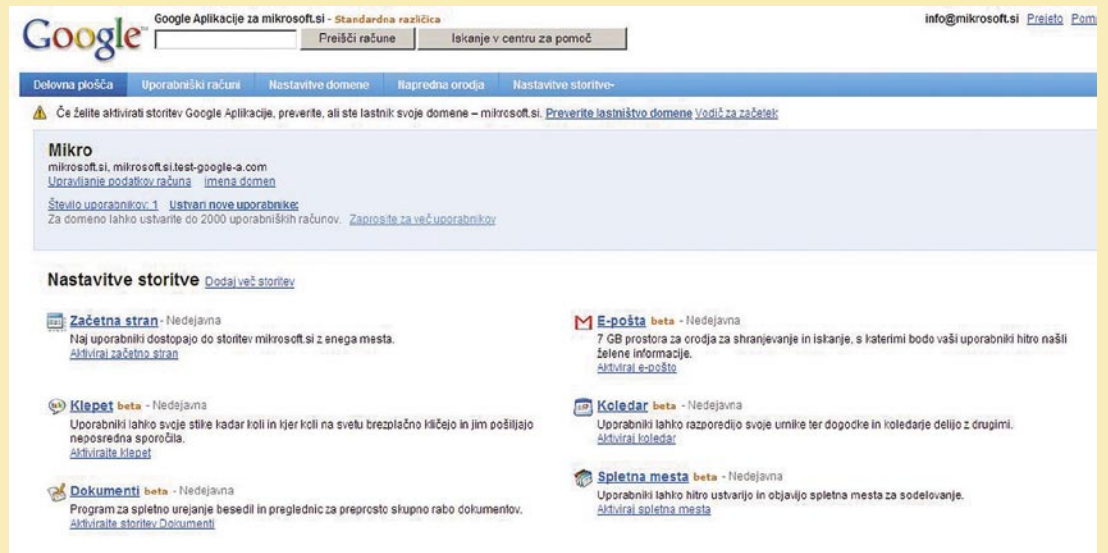 Google™
Google Aplikacije za mikrosoft.si - Standardna različica
Preišči račune
Iskanje v centru za pomoč
info@mikrosoft.si Prejeto
Delovna plošča Uporabniški računi Nastavitve domene Napredna orodja Nastavitve storitve
Če želite aktivirati storitev Google Aplikacije, preverite, ali ste lastnik svoje domene – mikrosoft.si. Preverite lastništvo domene Vodič za začetek
Mikro
mikrosoft.si, mikrosoft.si.test-google-a.com
Upravljanje podatkov računa imena domen
Število uporabnikov: 1 Ustvari nove uporabnike:
Za domeno lahko ustvarite do 2000 uporabniških računov. Zaprosite za več uporabnikov
Nastavitve storitve Dodaj več storitev
Začetna stran - Nedejavna
Naj uporabniki dostopajo do storitev mikrosoft.si z enega mesta.
Aktiviraj začetno stran
E-pošta beta - Nedejavna
7 GB prostora za orodja za shranjevanje in iskanje, s katerimi bodo vaši uporabniki hitro našli
želene informacije.
Aktiviraj e-pošto
Klepet beta - Nedejavna
Uporabniki lahko svoje stike kadar koli in kjer koli na svetu brezplačno kličejo in jim pošiljajo
neposredna sporočila.
Aktivirajte klepet
Koledar beta - Nedejavna
Uporabniki lahko razporedijo svoje urnike ter dogodke in koledarje delijo z drugimi.
Aktiviraj koledar
Dokumenti beta - Nedejavna
Program za spletno urejanje besedil in preglednic za preprosto skupno rabo dokumentov.
Aktivirajte storitev Dokumenti
Spletna mesta beta - Nedejavna
Uporabniki lahko hitro ustvarijo in objavijo spletna mesta za sodelovanje.
Aktiviraj spletna mesta